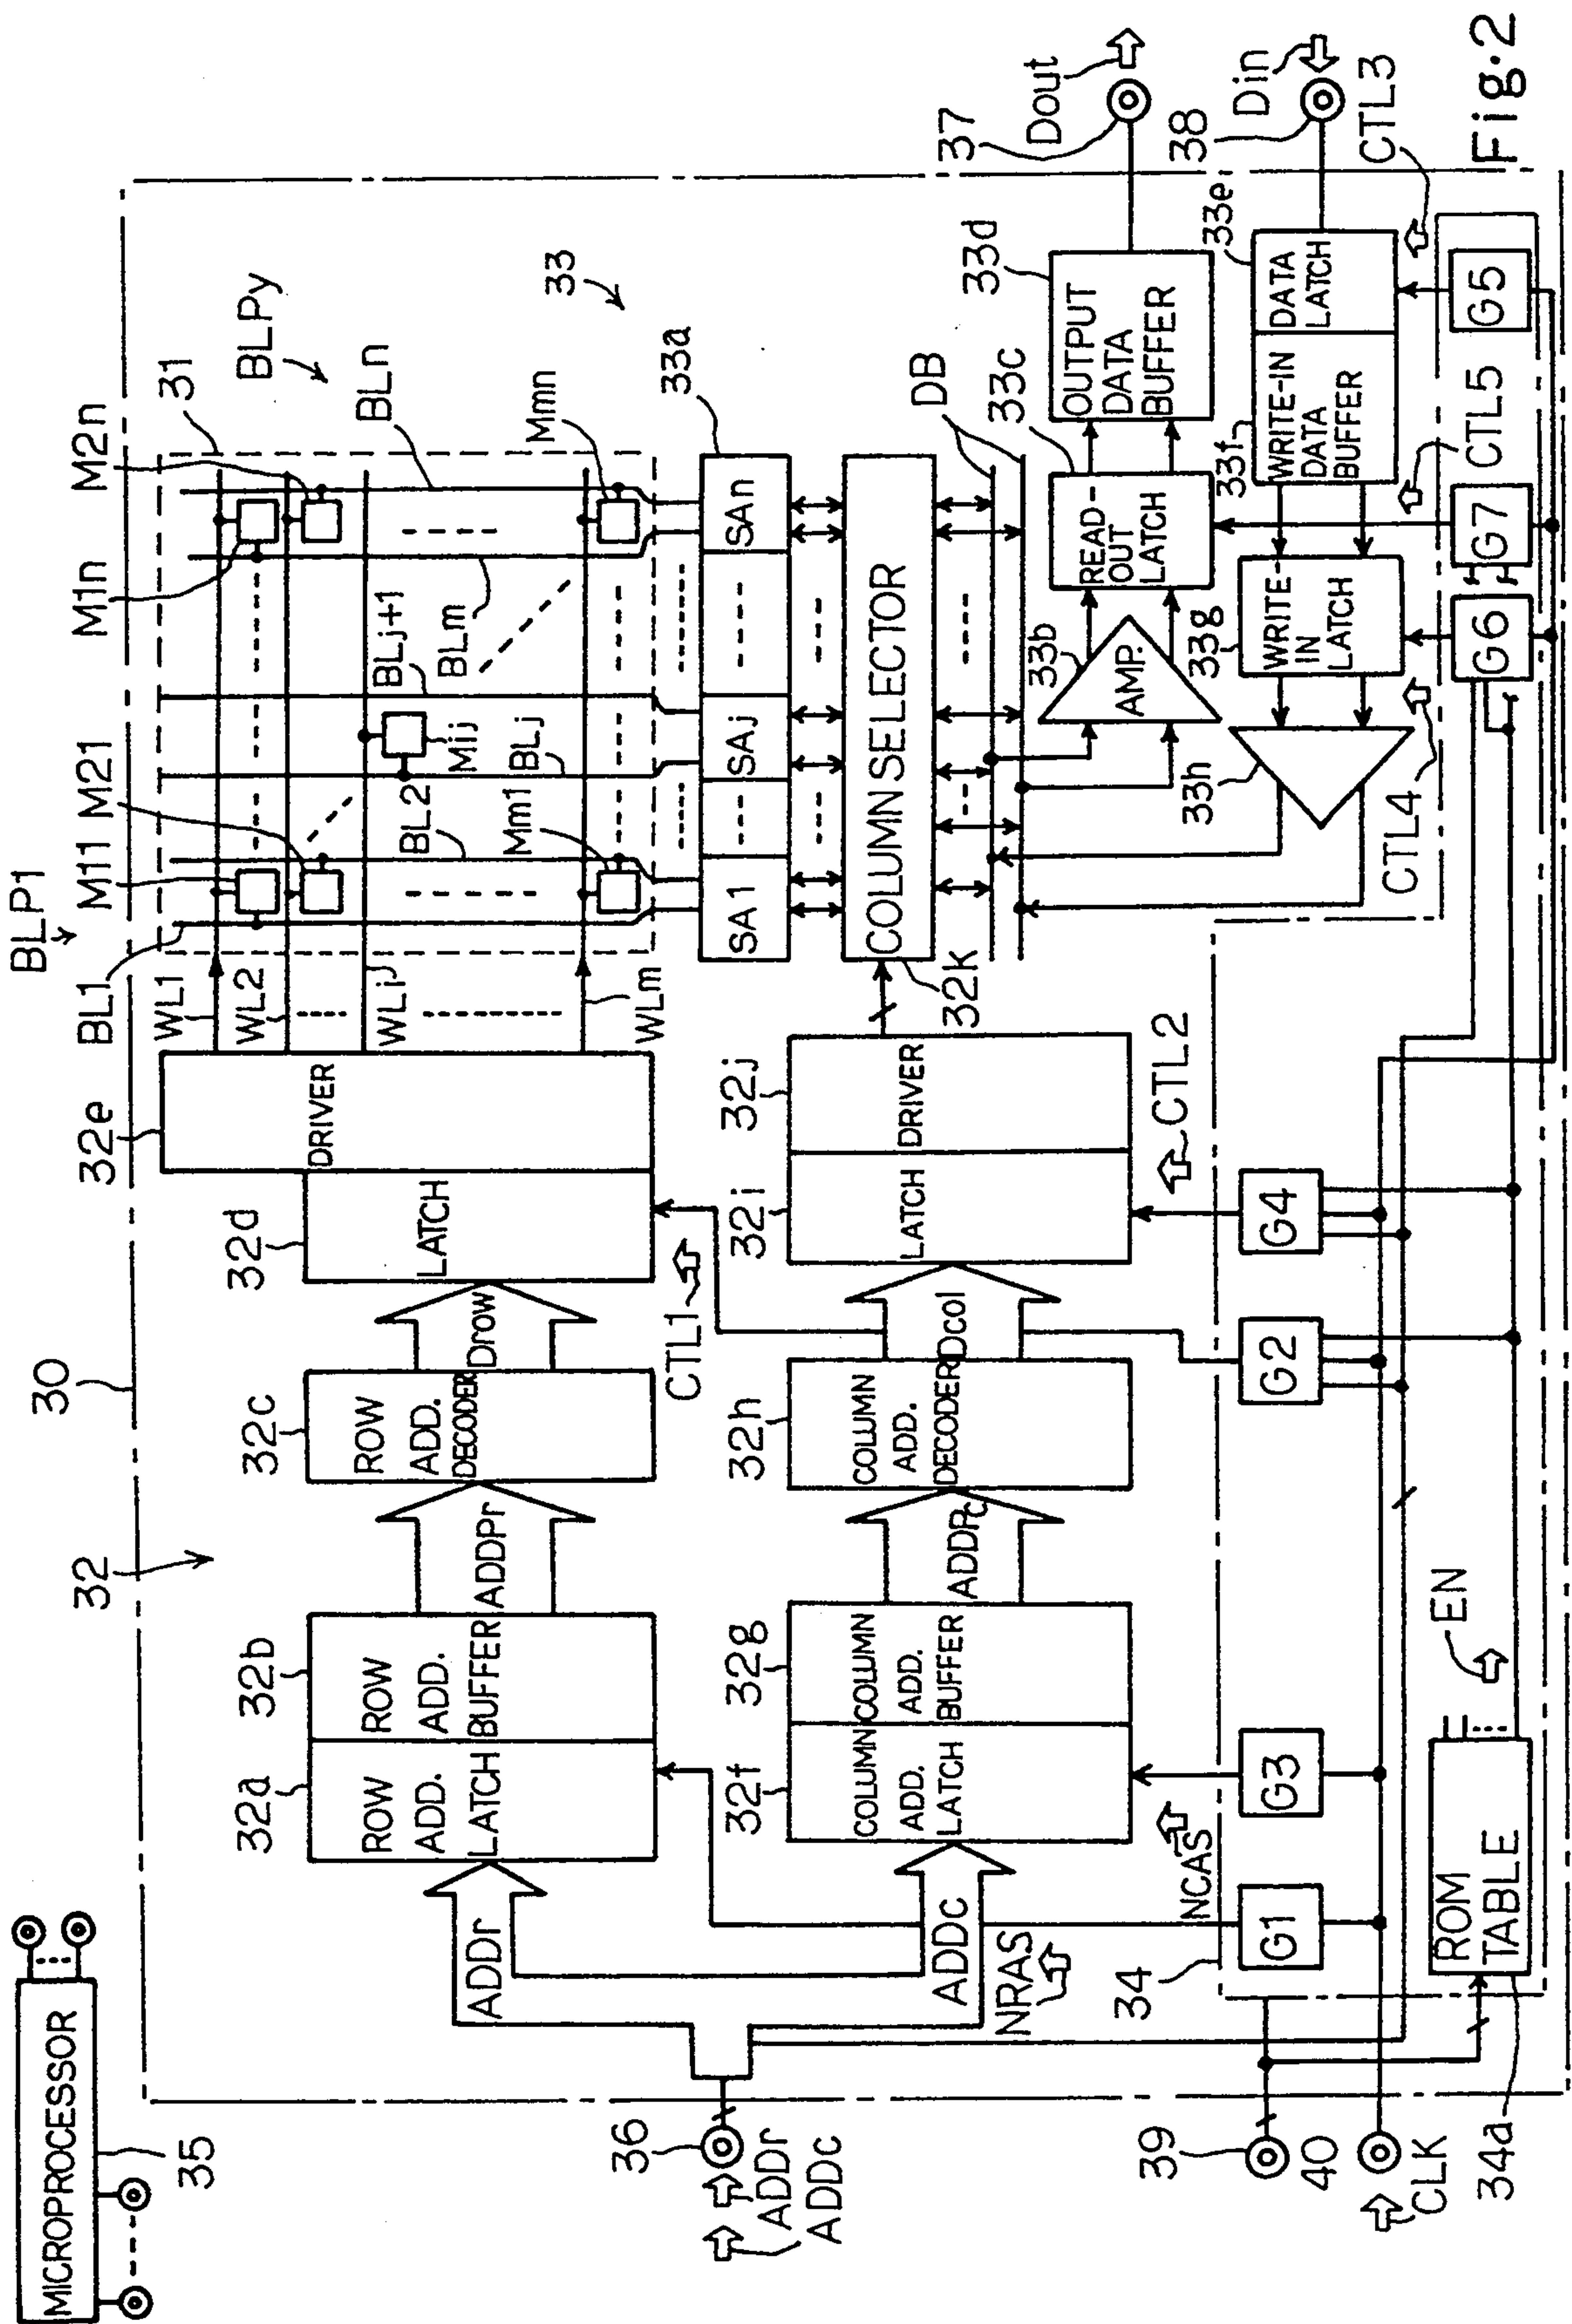 MICROPROCESSOR
35
30
32
BLP1
BL1
M11
M21
M1n
M2n
31
BLPy
32a
ROW ADD. LATCH
32b
ROW ADD. BUFFER
ADDPr
32c
ROW ADD. DECODER
Drow
32d
LATCH
32e
DRIVER
WL1
WL2
WLi
WLm
BL2
Mm1
Mij
BLj
BLj+1
BLm
BLn
Mmn
33
33a
SA1
SAj
SAn
ADDr
ADDc
36
ADDr
ADDc
NRAS
32f
COLUMN ADD. LATCH
NCAS
32g
COLUMN ADD. BUFFER
ADDPc
32h
COLUMN ADD. DECODER
Dcol
CTL1
32i
LATCH
32j
DRIVER
CTL2
COLUMN SELECTOR
32k
DB
33b
AMP.
33c
READ-OUT LATCH
33d
OUTPUT DATA BUFFER
37
Dout
38
Din
33e
DATA LATCH
33f
WRITE-IN DATA BUFFER
33g
WRITE-IN LATCH
33h
CTL3
CTL4
CTL5
34
G1
G3
G2
G4
G6
G7
G5
39
40
CLK
34a
ROM TABLE
EN
Fig.2